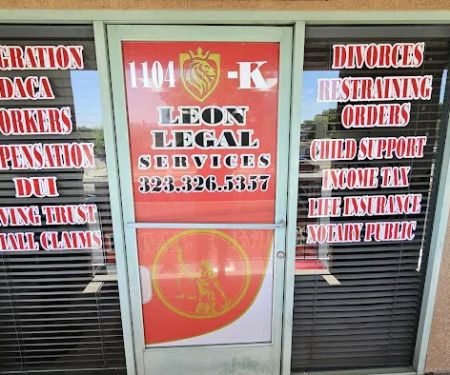 GRATION
DACA
ORKERS
PENSATION
DUI
VING TRUST
ALL CLAIMS
1104 -K
LEON
LEGAL
SERVICES
323.326.5357
DIVORCES
RESTRAINING
ORDERS
CHILD SUPPORT
INCOME TAX
LIFE INSURANCE
NOTARY PUBLIC